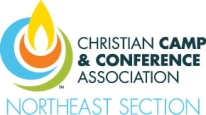 CHRISTIAN CAMP
& CONFERENCE
ASSOCIATION
NORTHEAST SECTION